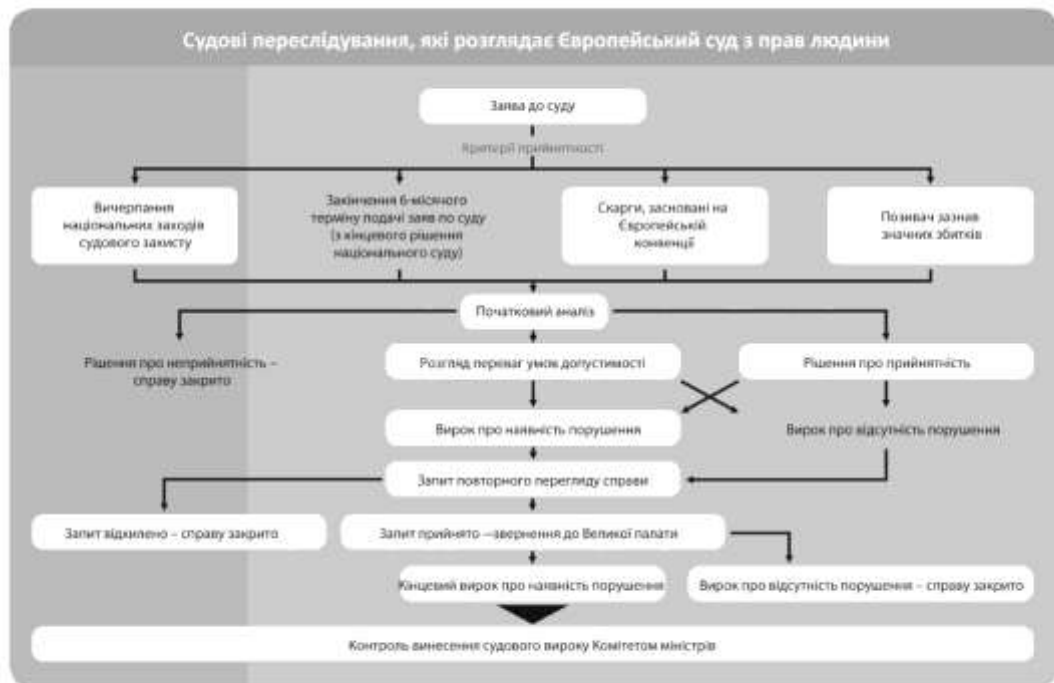 Судові переслідування, які розглядає Європейський суд з прав людини
Заява до суду
Критерії прийнятності
Вичерпання
національних заходів
судового захисту
Закінчення 6-місячного
терміну подачі заяв по суду
(з кінцевого рішення
національного суду)
Скарги, засновані на
Європейській
конвенції
Позивач зазнав
значних збитків
Початковий аналіз
Рішення про неприйнятність –
справу закрито
Розгляд переваг умов допустимості
Рішення про прийнятність
Вирок про наявність порушення
Вирок про відсутність порушення
Запит повторного перегляду справи
Запит відхилено – справу закрито
Запит прийнято —звернення до Великої палати
Кінцевий вирок про наявність порушення
Вирок про відсутність порушення – справу закрито
Контроль винесення судового вироку Комітетом міністрів